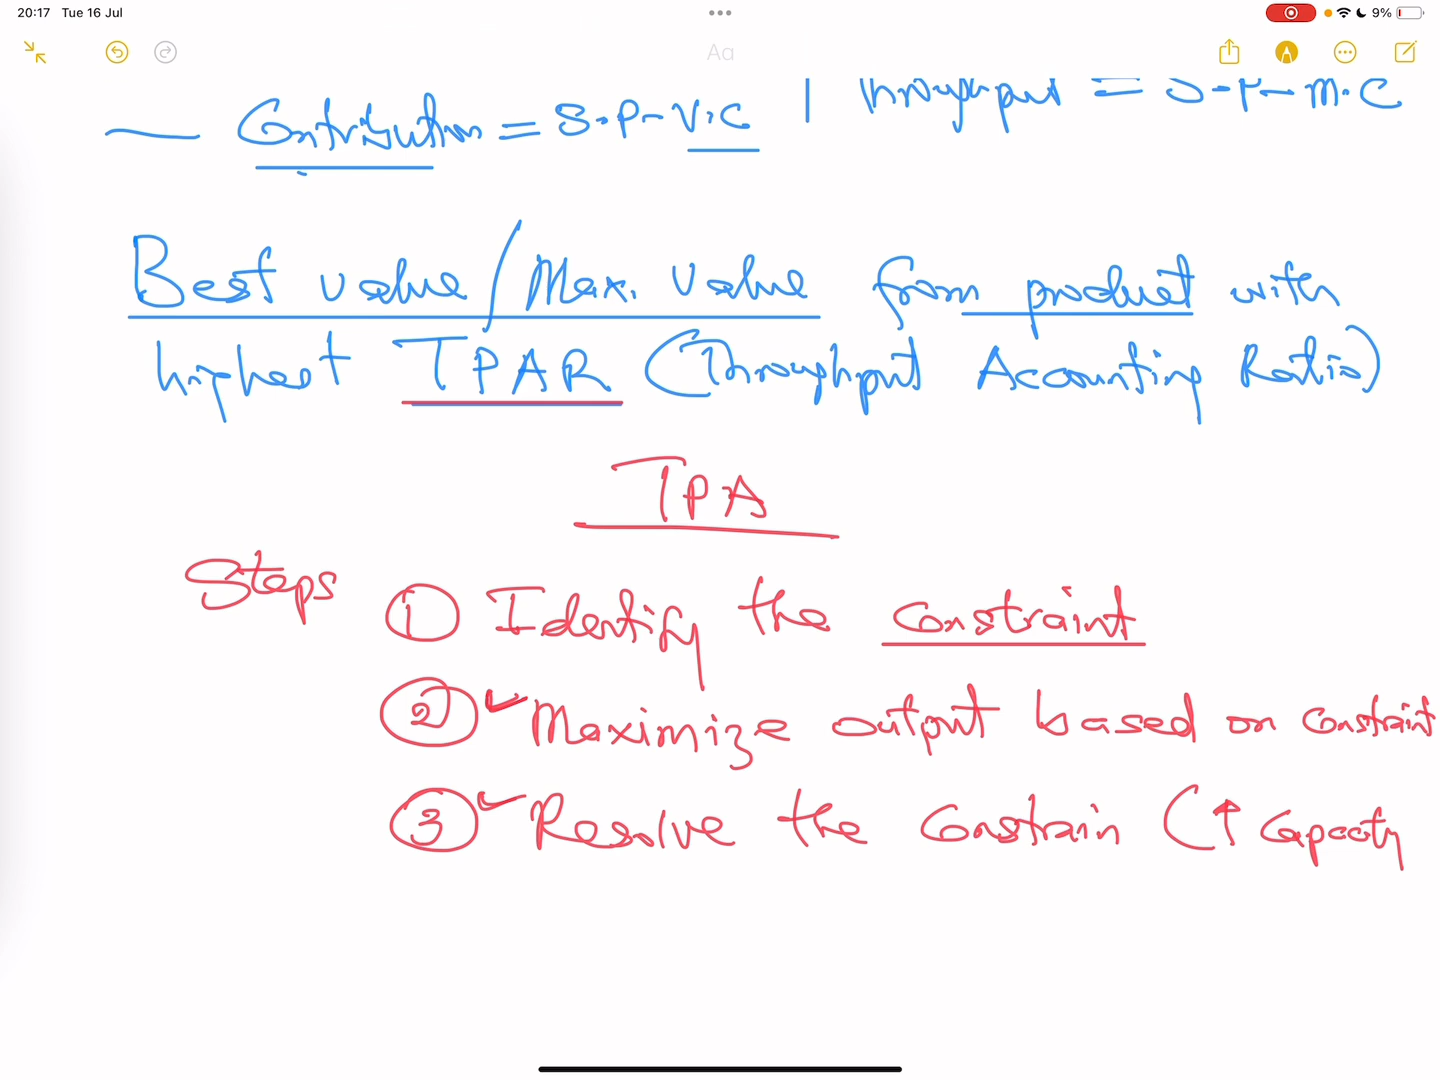 20:17 Tue 16 Jul
9%
Aa
Contribution = S.P - V.C | Throughput = S.P - M.C
Best value / Max. value from product with
highest TPAR (Throughput Accounting Ratio)
TPA
Steps ① Identify the constraint
② ✓ Maximize output based on constraint
③ ✓ Resolve the constrain (↑ capacity